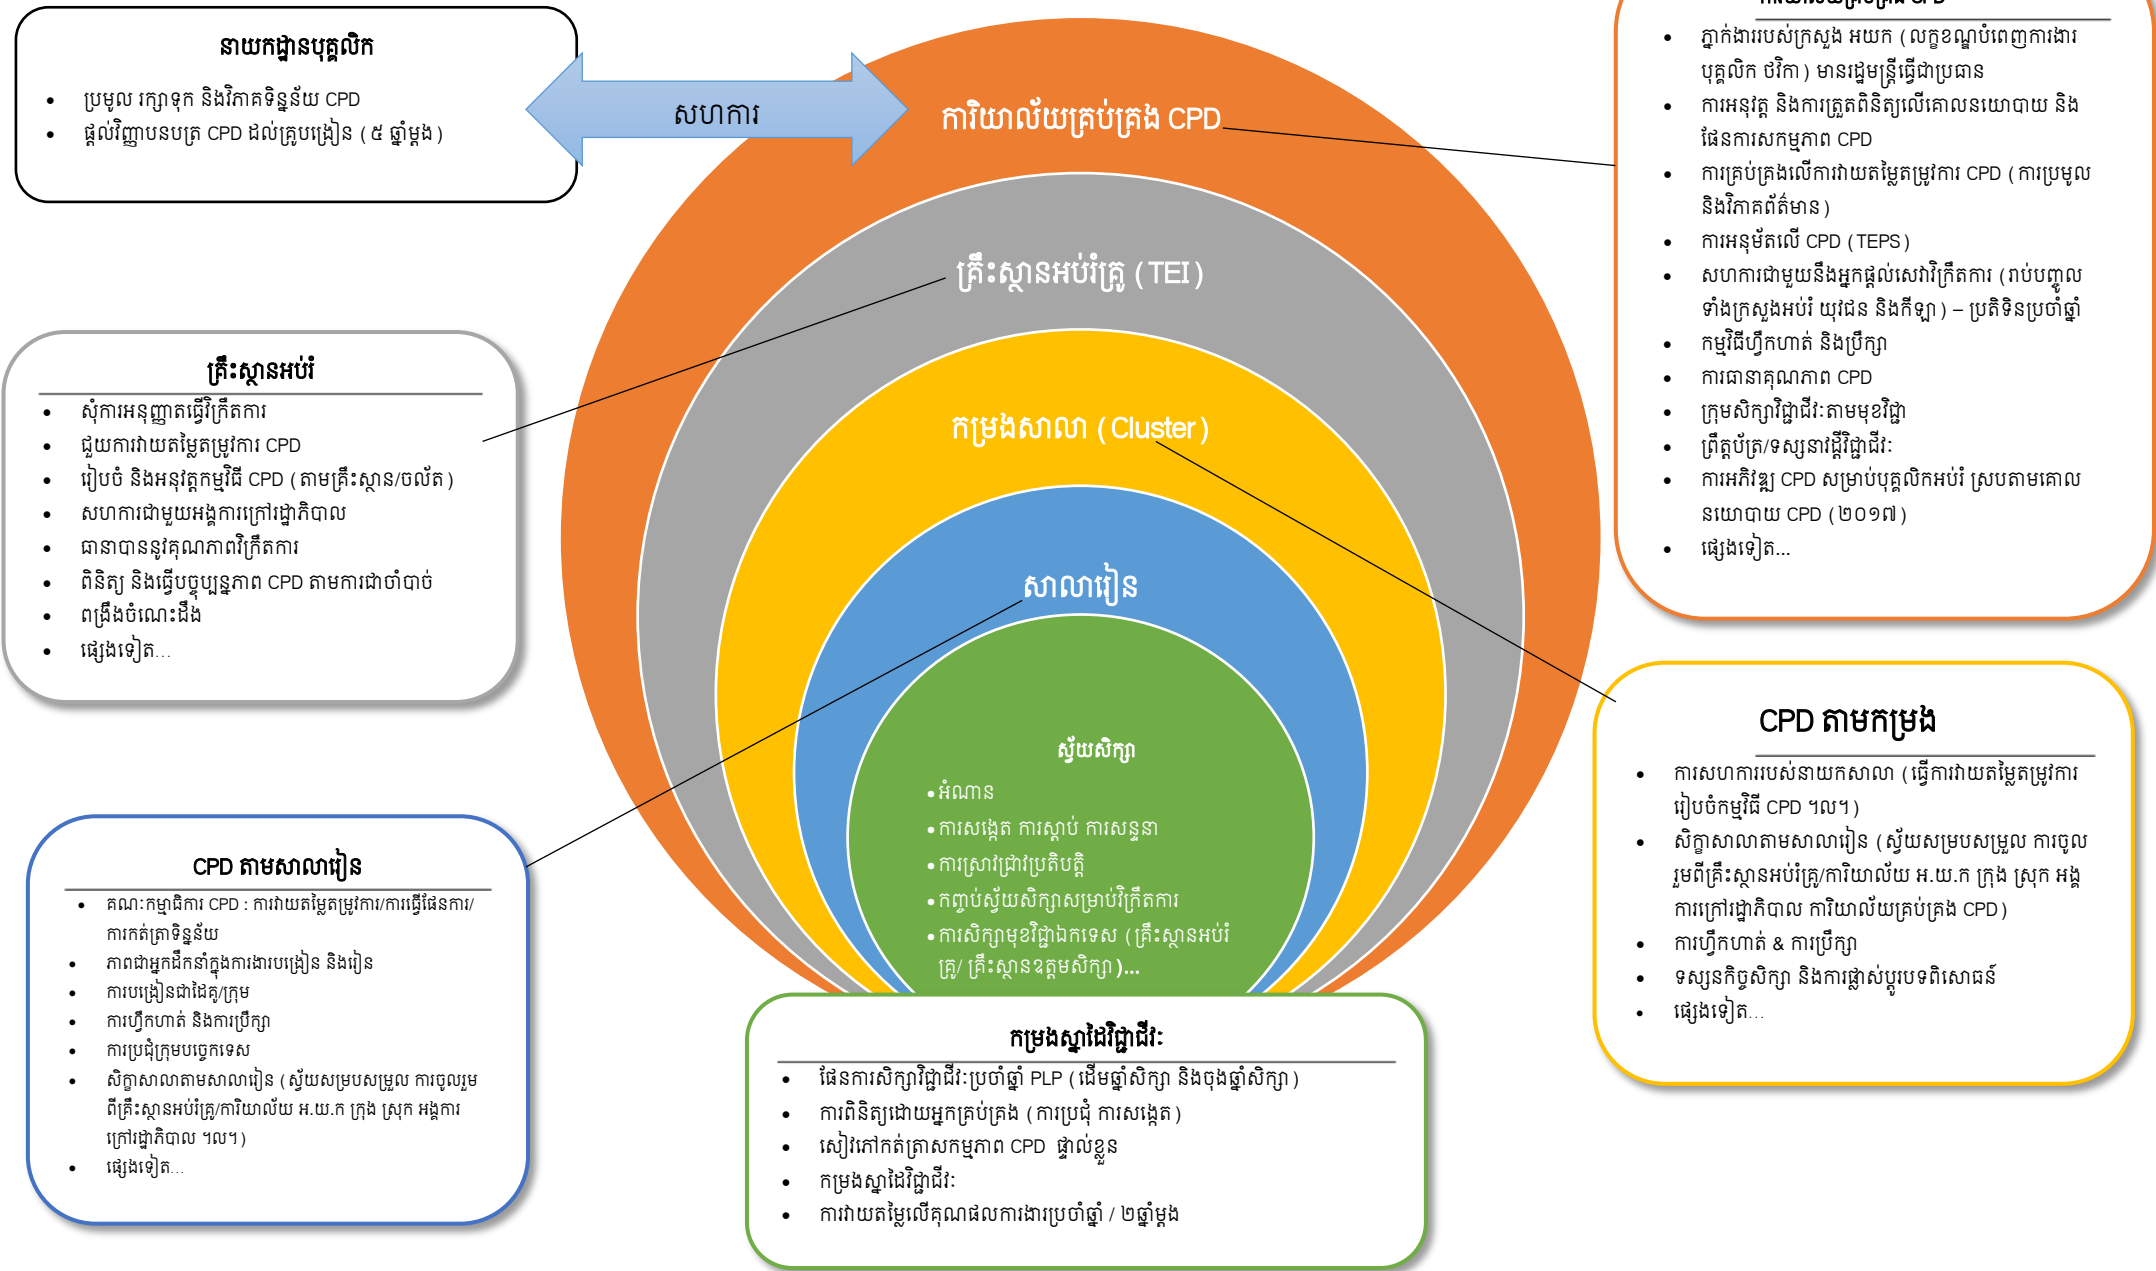 នាយកដ្ឋានបុគ្គលិក
• ប្រមូល រក្សាទុក និងវិភាគទិន្នន័យ CPD
• ផ្តល់វិញ្ញាបនបត្រ CPD ដល់គ្រូបង្រៀន (៥ ឆ្នាំម្តង)
សហការ
ការិយាល័យគ្រប់គ្រង CPD
គ្រឹះស្ថានអប់រំគ្រូ (TEI)
កម្រងសាលា (Cluster)
សាលារៀន
ស្វ័យសិក្សា
• អំណាន
• ការសង្កេត ការស្តាប់ ការសន្ទនា
• ការស្រាវជ្រាវប្រតិបត្តិ
• កញ្ចប់ស្វ័យសិក្សាសម្រាប់វិក្រឹតការ
• ការសិក្សាមុខវិជ្ជាឯកទេស (គ្រឹះស្ថានអប់រំ
គ្រូ/ គ្រឹះស្ថានឧត្តមសិក្សា)...
ការិយាល័យគ្រប់គ្រង CPD
• ភ្នាក់ងាររបស់ក្រសួង អយក (លក្ខខណ្ឌបំពេញការងារ
បុគ្គលិក ថវិកា) មានរដ្ឋមន្ត្រីធ្វើជាប្រធាន
• ការអនុវត្ត និងការត្រួតពិនិត្យលើគោលនយោបាយ និង
ផែនការសកម្មភាព CPD
• ការគ្រប់គ្រងលើការវាយតម្លៃតម្រូវការ CPD (ការប្រមូល
និងវិភាគព័ត៌មាន)
• ការអនុម័តលើ CPD (TEPS)
• សហការជាមួយនឹងអ្នកផ្តល់សេវាវិក្រឹតការ (រាប់បញ្ចូល
ទាំងក្រសួងអប់រំ យុវជន និងកីឡា) – ប្រតិទិនប្រចាំឆ្នាំ
• កម្មវិធីហ្វឹកហាត់ និងប្រឹក្សា
• ការធានាគុណភាព CPD
• ក្រុមសិក្សាវិជ្ជាជីវៈតាមមុខវិជ្ជា
• ព្រឹត្តប័ត្រ/ទស្សនាវដ្តីវិជ្ជាជីវៈ
• ការអភិវឌ្ឍ CPD សម្រាប់បុគ្គលិកអប់រំ ស្របតាមគោល
នយោបាយ CPD (២០១៧)
• ផ្សេងទៀត...
គ្រឹះស្ថានអប់រំ
• សុំការអនុញ្ញាតធ្វើវិក្រឹតការ
• ជួយការវាយតម្លៃតម្រូវការ CPD
• រៀបចំ និងអនុវត្តកម្មវិធី CPD (តាមគ្រឹះស្ថាន/ចល័ត)
• សហការជាមួយអង្គការក្រៅរដ្ឋាភិបាល
• ធានាបាននូវគុណភាពវិក្រឹតការ
• ពិនិត្យ និងធ្វើបច្ចុប្បន្នភាព CPD តាមការជាចាំបាច់
• ពង្រឹងចំណេះដឹង
• ផ្សេងទៀត...
CPD តាមកម្រង
• ការសហការរបស់នាយកសាលា (ធ្វើការវាយតម្លៃតម្រូវការ
រៀបចំកម្មវិធី CPD ។ល។)
• សិក្ខាសាលាតាមសាលារៀន (ស្វ័យសម្របសម្រួល ការចូល
រួមពីគ្រឹះស្ថានអប់រំគ្រូ/ការិយាល័យ អ.យ.ក ក្រុង ស្រុក អង្គ
ការក្រៅរដ្ឋាភិបាល ការិយាល័យគ្រប់គ្រង CPD)
• ការហ្វឹកហាត់ & ការប្រឹក្សា
• ទស្សនកិច្ចសិក្សា និងការផ្លាស់ប្តូរបទពិសោធន៍
• ផ្សេងទៀត...
CPD តាមសាលារៀន
• គណៈកម្មាធិការ CPD : ការវាយតម្លៃតម្រូវការ/ការធ្វើផែនការ/
ការកត់ត្រាទិន្នន័យ
• ភាពជាអ្នកដឹកនាំក្នុងការងារបង្រៀន និងរៀន
• ការបង្រៀនជាដៃគូ/ក្រុម
• ការហ្វឹកហាត់ និងការប្រឹក្សា
• ការប្រជុំក្រុមបច្ចេកទេស
• សិក្ខាសាលាតាមសាលារៀន (ស្វ័យសម្របសម្រួល ការចូលរួម
ពីគ្រឹះស្ថានអប់រំគ្រូ/ការិយាល័យ អ.យ.ក ក្រុង ស្រុក អង្គការ
ក្រៅរដ្ឋាភិបាល ។ល។)
• ផ្សេងទៀត...
កម្រងស្នាដៃវិជ្ជាជីវៈ
• ផែនការសិក្សាវិជ្ជាជីវៈប្រចាំឆ្នាំ PLP (ដើមឆ្នាំសិក្សា និងចុងឆ្នាំសិក្សា)
• ការពិនិត្យដោយអ្នកគ្រប់គ្រង (ការប្រជុំ ការសង្កេត)
• សៀវភៅកត់ត្រាសកម្មភាព CPD ផ្ទាល់ខ្លួន
• កម្រងស្នាដៃវិជ្ជាជីវៈ
• ការវាយតម្លៃលើគុណផលការងារប្រចាំឆ្នាំ / ២ឆ្នាំម្តង